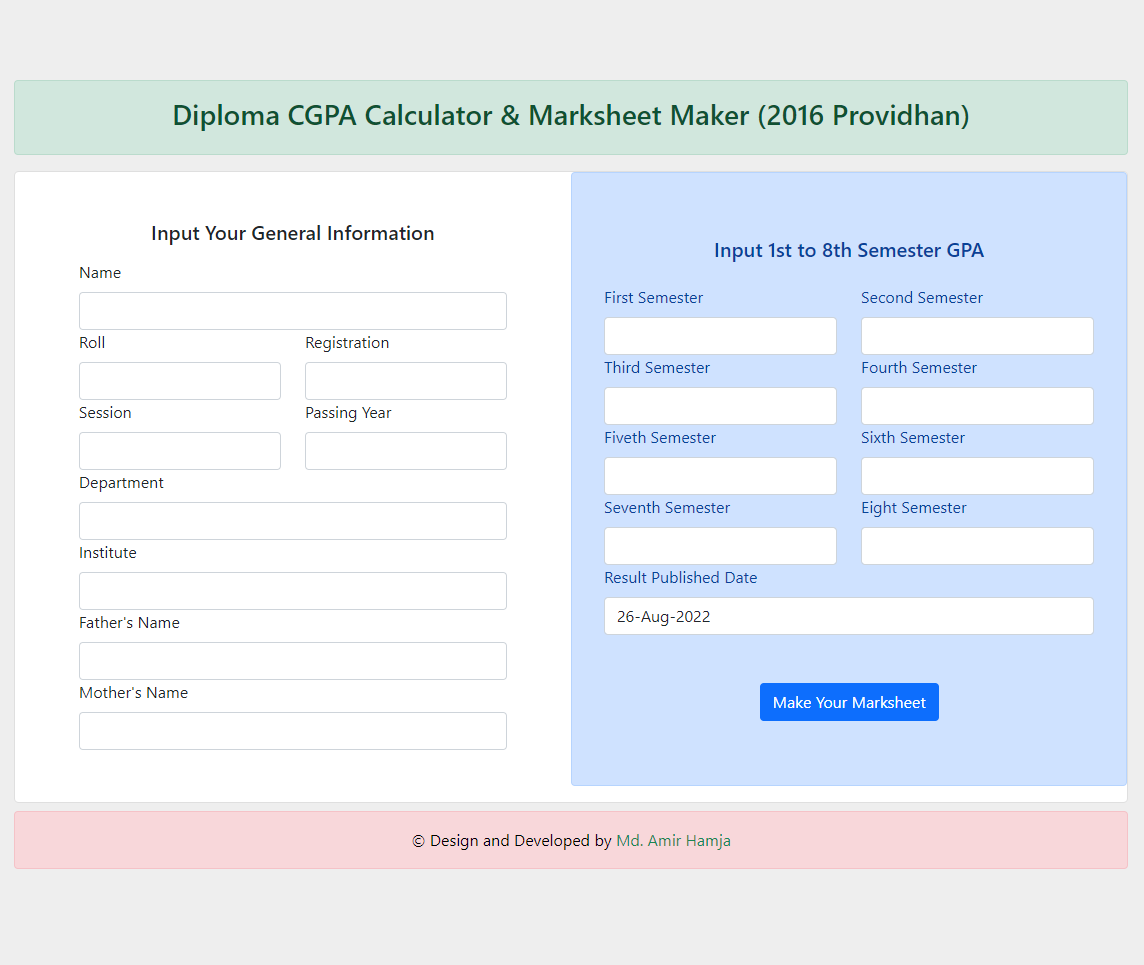 Diploma CGPA Calculator & Marksheet Maker (2016 Providhan)
Input Your General Information
Name
Roll Registration
Session Passing Year
Department
Institute
Father's Name
Mother's Name
Input 1st to 8th Semester GPA
First Semester Second Semester
Third Semester Fourth Semester
Fiveth Semester Sixth Semester
Seventh Semester Eight Semester
Result Published Date
26-Aug-2022
Make Your Marksheet
© Design and Developed by Md. Amir Hamja